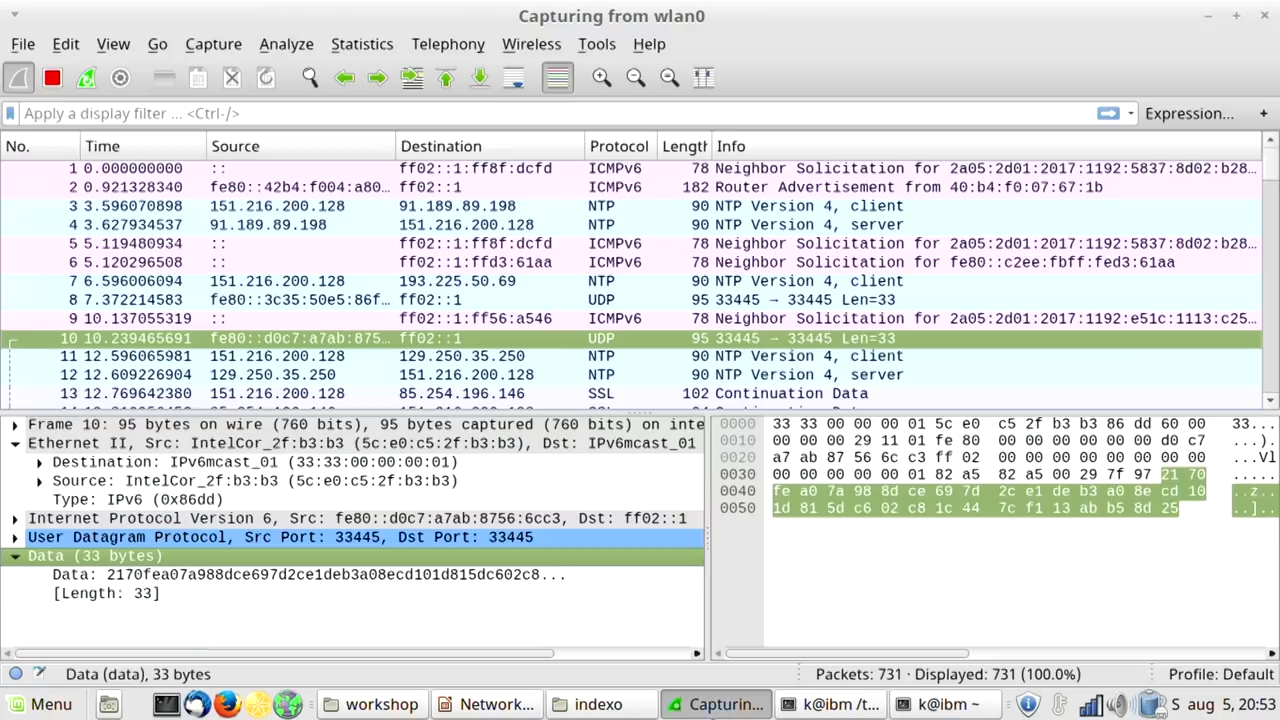 Capturing from wlan0
File Edit View Go Capture Analyze Statistics Telephony Wireless Tools Help
Apply a display filter ... <Ctrl-/> Expression... +
No. Time Source Destination Protocol Length Info
1 0.000000000 :: ff02::1:ff8f:dcfd ICMPv6 78 Neighbor Solicitation for 2a05:2d01:2017:1192:5837:8d02:b28…
2 0.921328340 fe80::42b4:f004:a80… ff02::1 ICMPv6 182 Router Advertisement from 40:b4:f0:07:67:1b
3 3.596070898 151.216.200.128 91.189.89.198 NTP 90 NTP Version 4, client
4 3.627934537 91.189.89.198 151.216.200.128 NTP 90 NTP Version 4, server
5 5.119480934 :: ff02::1:ff8f:dcfd ICMPv6 78 Neighbor Solicitation for 2a05:2d01:2017:1192:5837:8d02:b28…
6 5.120296508 :: ff02::1:ffd3:61aa ICMPv6 78 Neighbor Solicitation for fe80::c2ee:fbff:fed3:61aa
7 6.596006094 151.216.200.128 193.225.50.69 NTP 90 NTP Version 4, client
8 7.372214583 fe80::3c35:50e5:86f… ff02::1 UDP 95 33445 → 33445 Len=33
9 10.137055319 :: ff02::1:ff56:a546 ICMPv6 78 Neighbor Solicitation for 2a05:2d01:2017:1192:e51c:1113:c25…
10 10.239465691 fe80::d0c7:a7ab:875… ff02::1 UDP 95 33445 → 33445 Len=33
11 12.596065981 151.216.200.128 129.250.35.250 NTP 90 NTP Version 4, client
12 12.609226904 129.250.35.250 151.216.200.128 NTP 90 NTP Version 4, server
13 12.769642380 151.216.200.128 85.254.196.146 SSL 102 Continuation Data
Frame 10: 95 bytes on wire (760 bits), 95 bytes captured (760 bits) on inte
Ethernet II, Src: IntelCor_2f:b3:b3 (5c:e0:c5:2f:b3:b3), Dst: IPv6mcast_01
Destination: IPv6mcast_01 (33:33:00:00:00:01)
Source: IntelCor_2f:b3:b3 (5c:e0:c5:2f:b3:b3)
Type: IPv6 (0x86dd)
Internet Protocol Version 6, Src: fe80::d0c7:a7ab:8756:6cc3, Dst: ff02::1
User Datagram Protocol, Src Port: 33445, Dst Port: 33445
Data (33 bytes)
Data: 2170fea07a988dce697d2ce1deb3a08ecd101d815dc602c8...
[Length: 33]
0000 33 33 00 00 00 01 5c e0 c5 2f b3 b3 86 dd 60 00 33...
0010 00 00 00 29 11 01 fe 80 00 00 00 00 00 00 d0 c7 ...).
0020 a7 ab 87 56 6c c3 ff 02 00 00 00 00 00 00 00 00 ...Vl
0030 00 00 00 00 00 01 82 a5 82 a5 00 29 7f 97 21 70 .....
0040 fe a0 7a 98 8d ce 69 7d 2c e1 de b3 a0 8e cd 10 ..z..
0050 1d 81 5d c6 02 c8 1c 44 7c f1 13 ab b5 8d 25 ..]..
Data (data), 33 bytes Packets: 731 · Displayed: 731 (100.0%) Profile: Default
Menu workshop Network... indexo Capturin... k@ibm /t... k@ibm ~ S aug 5, 20:53